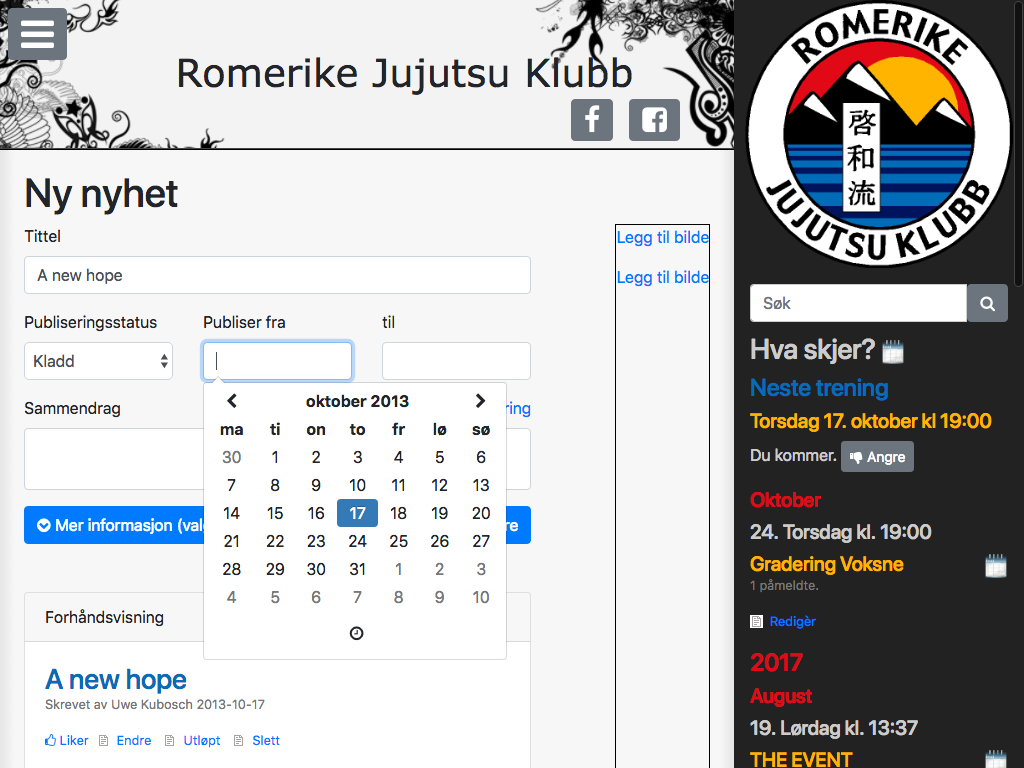 Romerike Jujutsu Klubb
Ny nyhet
Tittel
A new hope
Publiseringsstatus Publiser fra til
Kladd
Sammendrag ring
oktober 2013
ma ti on to fr lø sø
30 1 2 3 4 5 6
7 8 9 10 11 12 13
14 15 16 17 18 19 20
21 22 23 24 25 26 27
28 29 30 31 1 2 3
4 5 6 7 8 9 10
Mer informasjon (val re
Forhåndsvisning
A new hope
Skrevet av Uwe Kubosch 2013-10-17
Liker Endre Utløpt Slett
Legg til bilde
Legg til bilde
ROMERIKE
啓和流
JUJUTSU KLUBB
Søk
Hva skjer?
Neste trening
Torsdag 17. oktober kl 19:00
Du kommer. Angre
Oktober
24. Torsdag kl. 19:00
Gradering Voksne
1 påmeldte.
Redigèr
2017
August
19. Lørdag kl. 13:37
THE EVENT